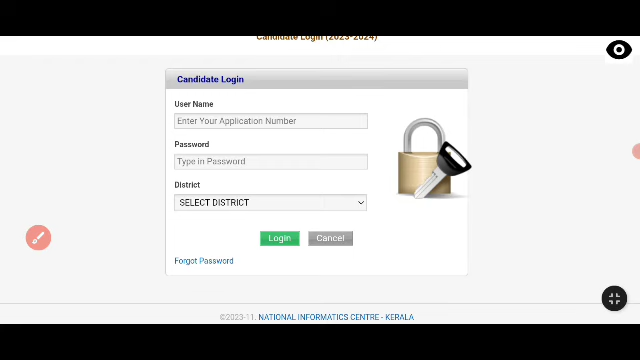 Candidate Login (2023-2024)
Candidate Login
User Name
Enter Your Application Number
Password
Type in Password
District
SELECT DISTRICT
Login Cancel
Forgot Password
©2023-11. NATIONAL INFORMATICS CENTRE - KERALA